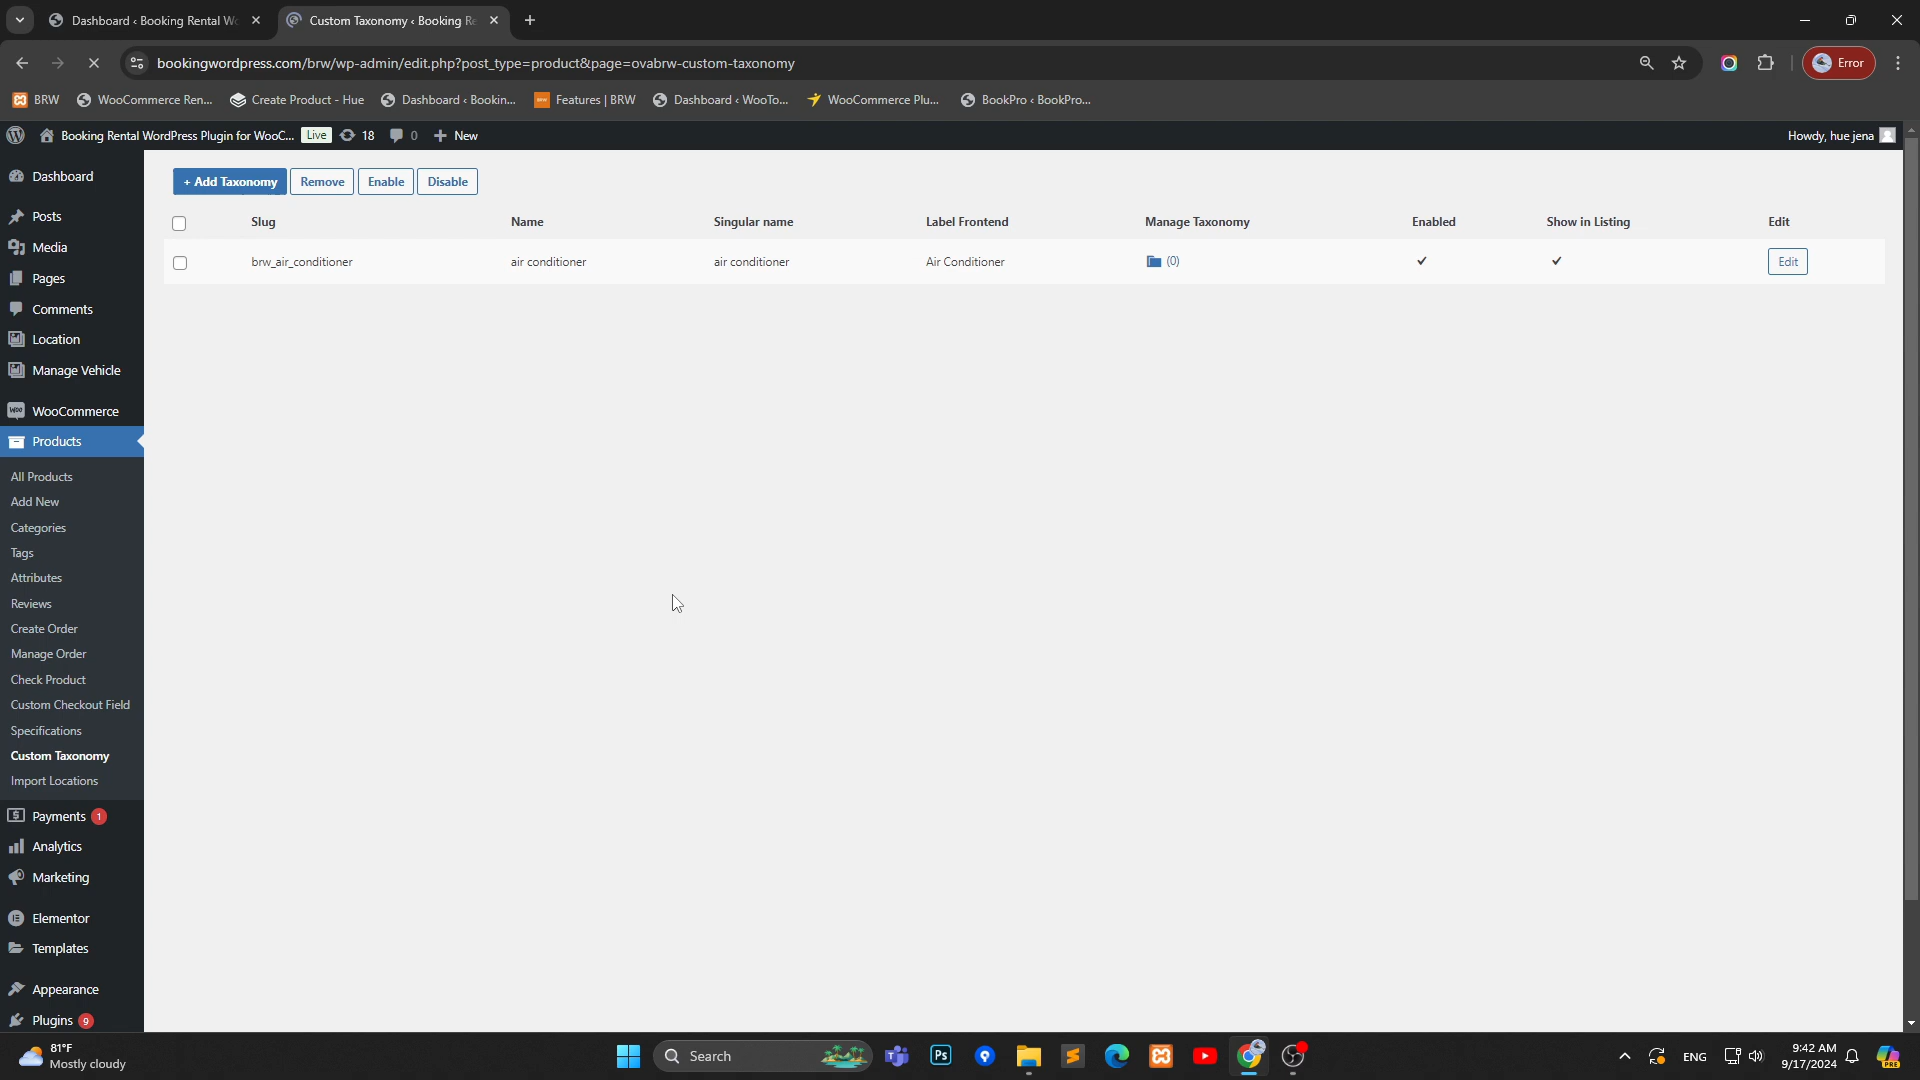 Dashboard ‹ Booking Rental Wo
Custom Taxonomy ‹ Booking Re
bookingwordpress.com/brw/wp-admin/edit.php?post_type=product&page=ovabrw-custom-taxonomy
Error
BRW
WooCommerce Ren...
Create Product - Hue
Dashboard ‹ Bookin...
Features | BRW
Dashboard ‹ WooTo...
WooCommerce Plu...
BookPro ‹ BookPro...
Booking Rental WordPress Plugin for WooC...
Live
18
0
New
Howdy, hue jena
Dashboard
Posts
Media
Pages
Comments
Location
Manage Vehicle
WooCommerce
Products
All Products
Add New
Categories
Tags
Attributes
Reviews
Create Order
Manage Order
Check Product
Custom Checkout Field
Specifications
Custom Taxonomy
Import Locations
Payments 1
Analytics
Marketing
Elementor
Templates
Appearance
Plugins 9
+ Add Taxonomy
Remove
Enable
Disable
Slug Name Singular name Label Frontend Manage Taxonomy Enabled Show in Listing Edit
brw_air_conditioner air conditioner air conditioner Air Conditioner (0) ✓ ✓ Edit
81°F
Mostly cloudy
Search
ENG
9:42 AM
9/17/2024